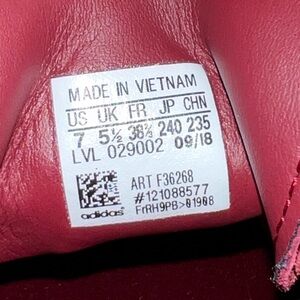 MADE IN VIETNAM
US UK FR JP CHN
7 5½ 38⅔ 240 235
LVL 029002 09/18
ART F36268
#121088577
FrRH9PB>01908
adidas